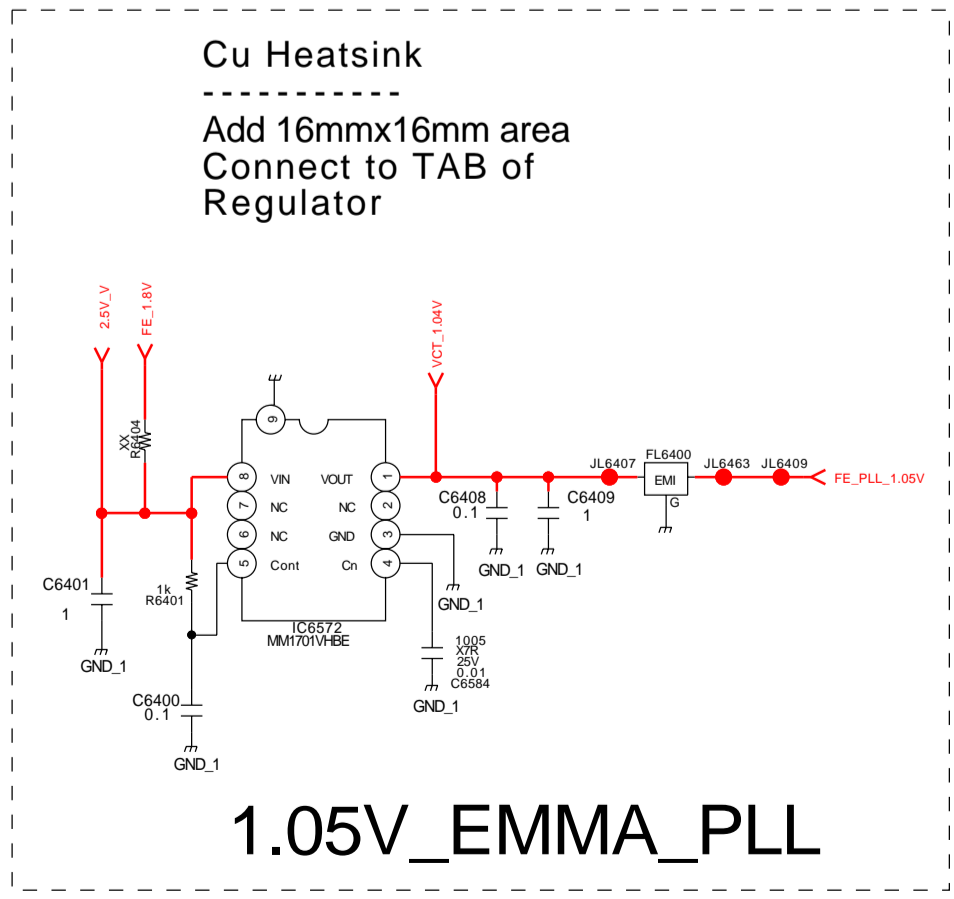 Cu Heatsink
-----------
Add 16mmx16mm area
Connect to TAB of
Regulator
2.5V_V
FE_1.8V
VCT_1.04V
XX
R6404
9
8 VIN VOUT 1
7 NC NC 2
6 NC GND 3
5 Cont Cn 4
IC6572
MM1701VHBE
C6401
1
GND_1
1k
R6401
C6400
0.1
GND_1
GND_1
1005
X7R
25V
0.01
C6584
GND_1
C6408
0.1
GND_1
C6409
1
GND_1
JL6407
FL6400
EMI
G
JL6463
JL6409
FE_PLL_1.05V
1.05V_EMMA_PLL